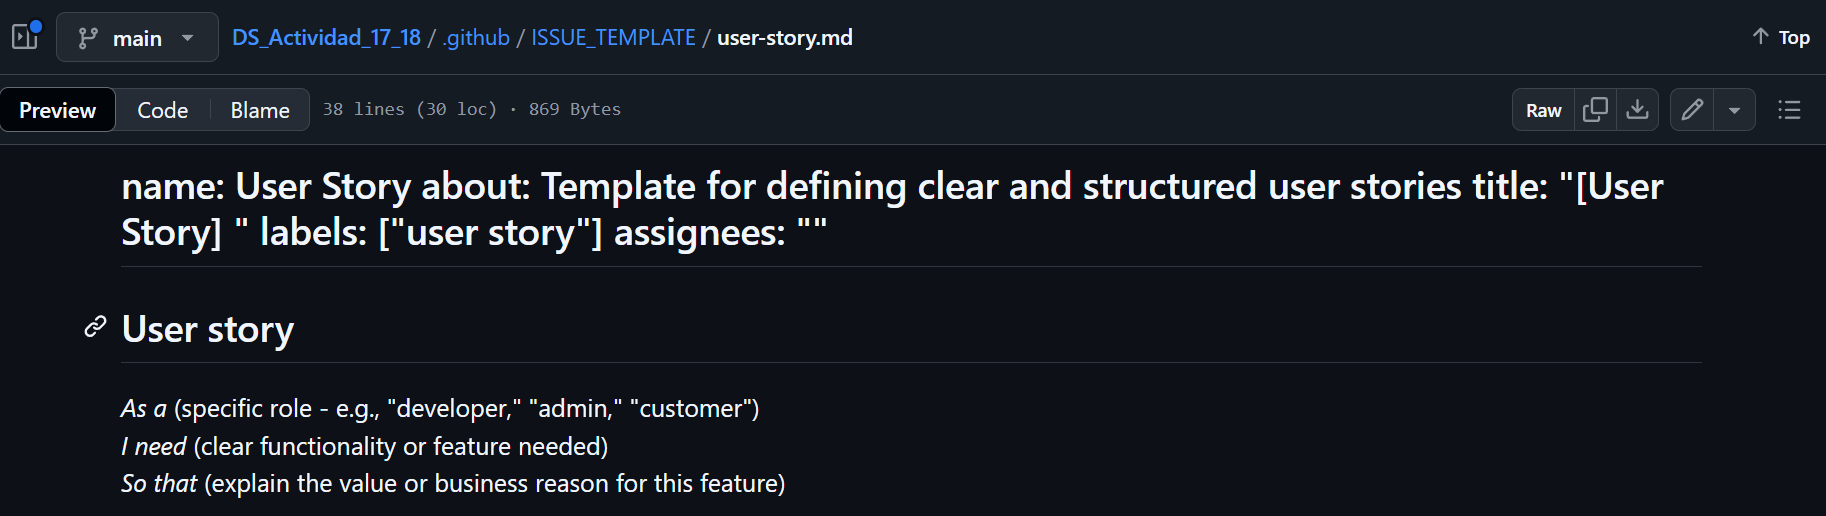 main DS_Actividad_17_18 / .github / ISSUE_TEMPLATE / user-story.md Top
Preview Code Blame 38 lines (30 loc) · 869 Bytes Raw
name: User Story about: Template for defining clear and structured user stories title: "[User
Story] " labels: ["user story"] assignees: ""
User story
As a (specific role - e.g., "developer," "admin," "customer")
I need (clear functionality or feature needed)
So that (explain the value or business reason for this feature)